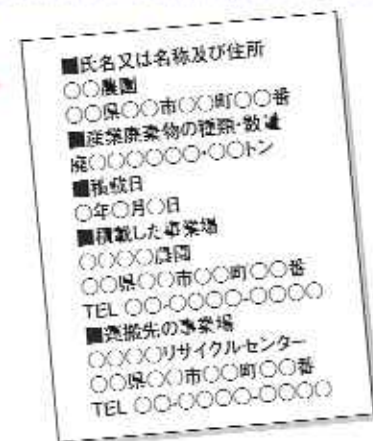 ■氏名又は名称及び住所
○○農園
○○県○○市○○町○○番
■産業廃棄物の種類・数量
廃○○○○○○・○○トン
■積載日
○年○月○日
■積載した事業場
○○○○農園
○○県○○市○○町○○番
TEL ○○-○○○○-○○○○
■運搬先の事業場
○○○○リサイクルセンター
○○県○○市○○町○○番
TEL ○○-○○○○-○○○○